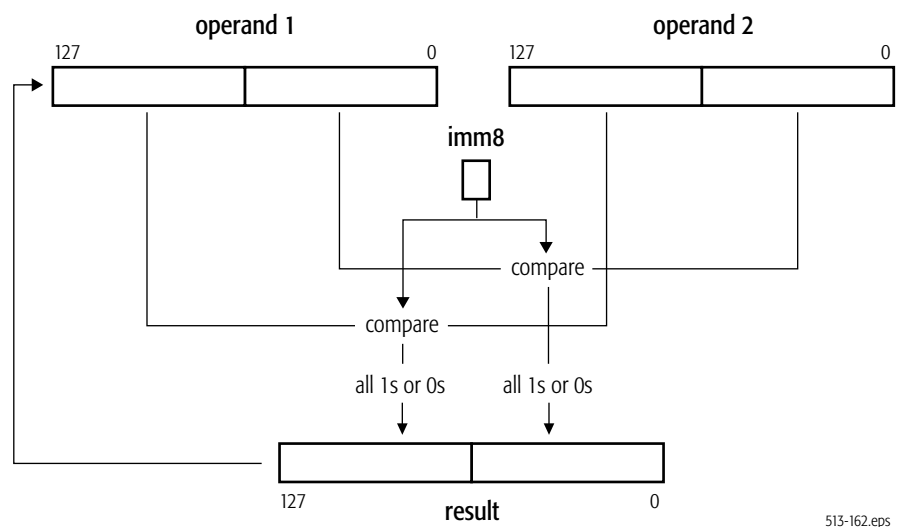 operand 1
operand 2
127
0
127
0
imm8
compare
compare
all 1s or 0s
all 1s or 0s
127
result
0
513-162.eps